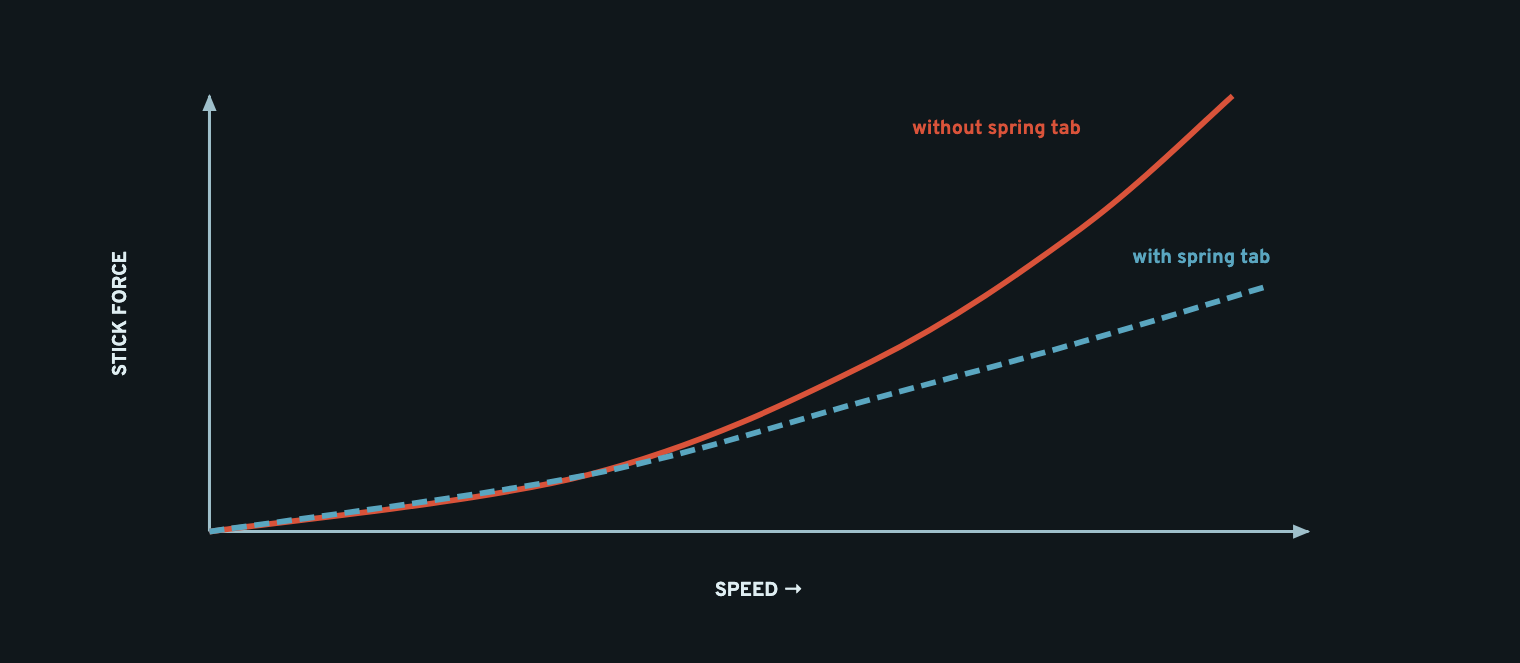 without spring tab
with spring tab
STICK FORCE
SPEED →